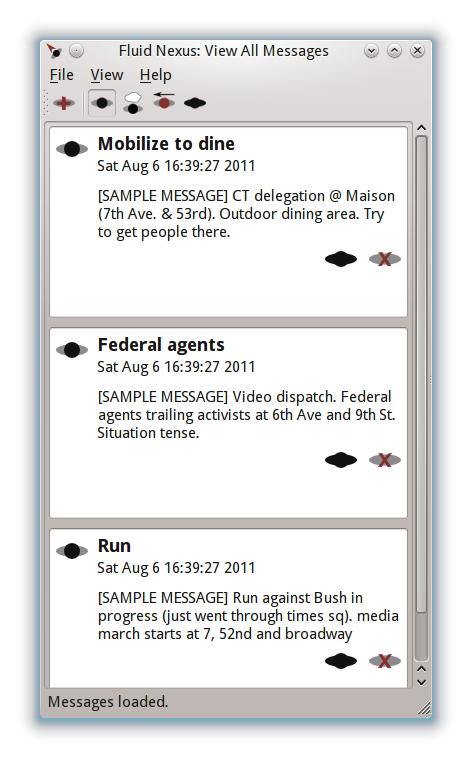 Fluid Nexus: View All Messages
File View Help
Mobilize to dine
Sat Aug 6 16:39:27 2011
[SAMPLE MESSAGE] CT delegation @ Maison
(7th Ave. & 53rd). Outdoor dining area. Try
to get people there.
Federal agents
Sat Aug 6 16:39:27 2011
[SAMPLE MESSAGE] Video dispatch. Federal
agents trailing activists at 6th Ave and 9th St.
Situation tense.
Run
Sat Aug 6 16:39:27 2011
[SAMPLE MESSAGE] Run against Bush in
progress (just went through times sq). media
march starts at 7, 52nd and broadway
Messages loaded.